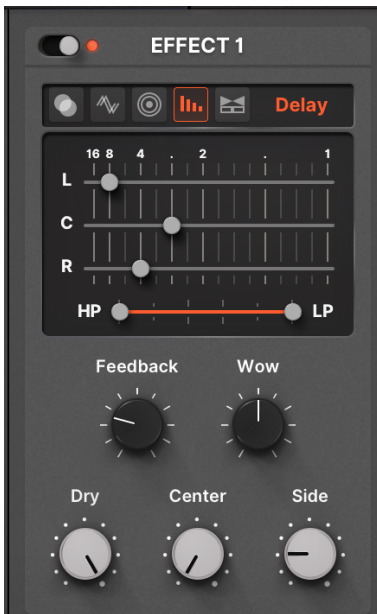 EFFECT 1
Delay
16 8 4 . 2 . 1
L
C
R
HP LP
Feedback Wow
Dry Center Side